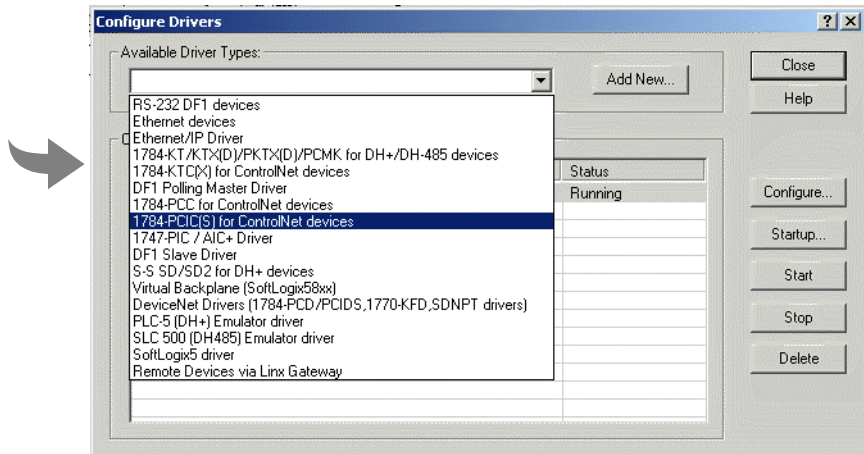 Configure Drivers
Available Driver Types:
Add New...
Close
Help
RS-232 DF1 devices
Ethernet devices
Ethernet/IP Driver
1784-KT/KTX(D)/PKTX(D)/PCMK for DH+/DH-485 devices
1784-KTC(X) for ControlNet devices
DF1 Polling Master Driver
1784-PCC for ControlNet devices
1784-PCIC(S) for ControlNet devices
1747-PIC / AIC+ Driver
DF1 Slave Driver
S-S SD/SD2 for DH+ devices
Virtual Backplane (SoftLogix58xx)
DeviceNet Drivers (1784-PCD/PCIDS,1770-KFD,SDNPT drivers)
PLC-5 (DH+) Emulator driver
SLC 500 (DH485) Emulator driver
SoftLogix5 driver
Remote Devices via Linx Gateway
Status
Running
Configure...
Startup...
Start
Stop
Delete